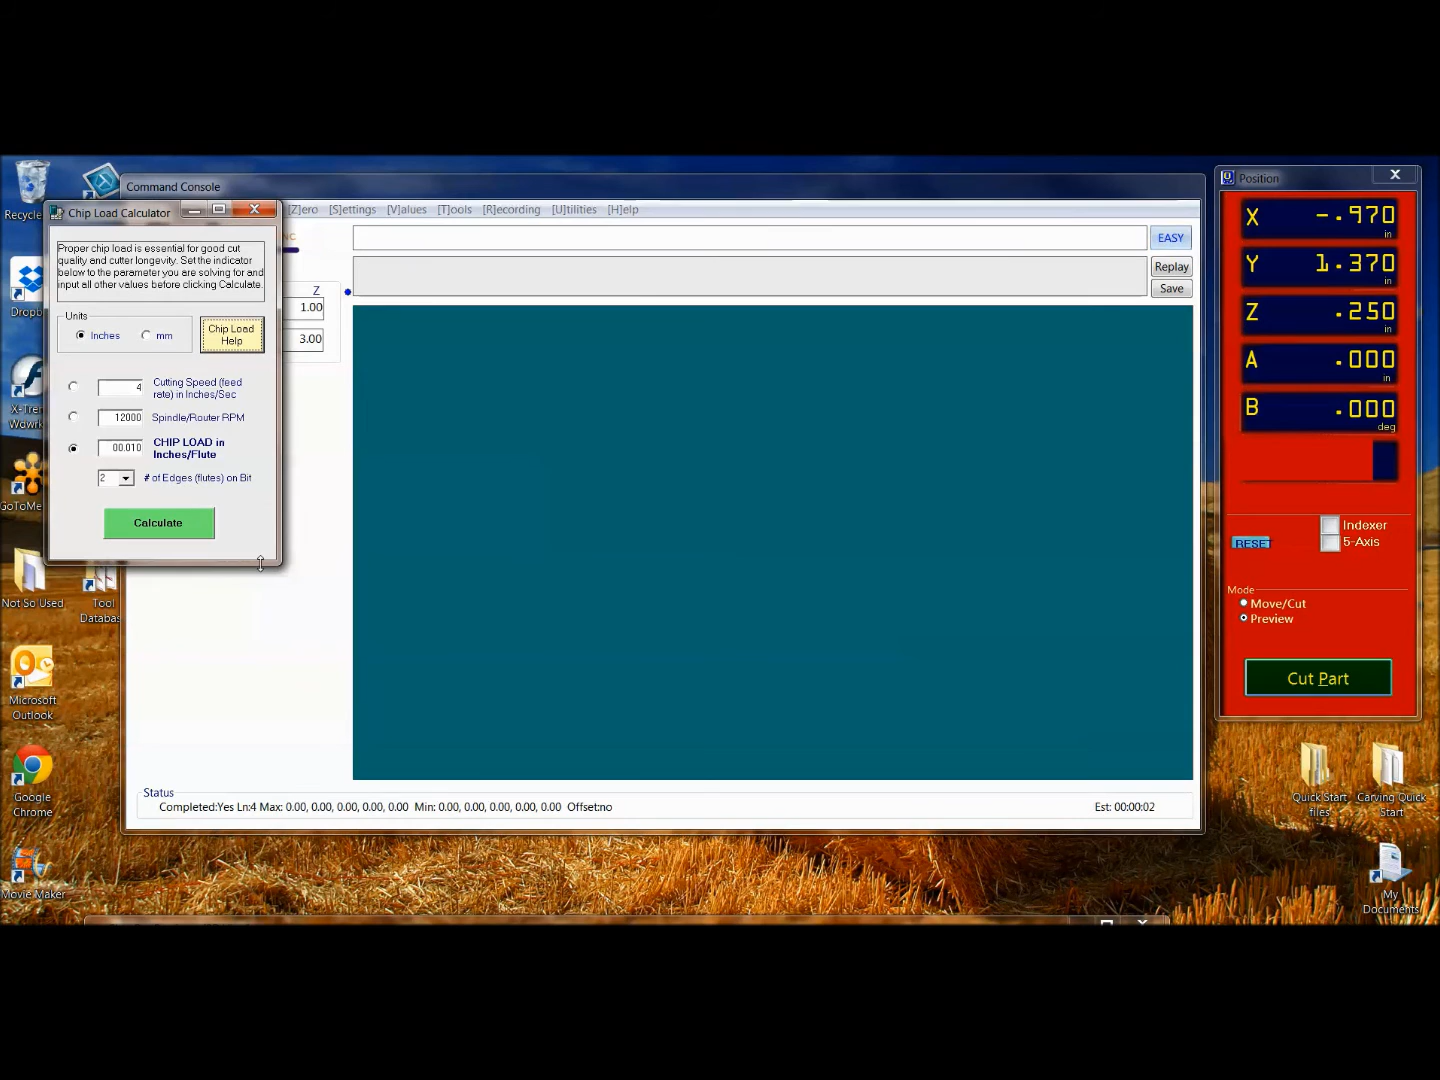 Recycle
Dropb
GoToMe
Not So Used
Tool
Databas
Microsoft
Outlook
Google
Chrome
Movie Maker
Command Console
[Z]ero [S]ettings [V]alues [T]ools [R]ecording [U]tilities [H]elp
EASY
Replay
Save
Z
1.00
3.00
Chip Load Calculator
Proper chip load is essential for good cut
quality and cutter longevity. Set the indicator
below to the parameter you are solving for and
input all other values before clicking Calculate.
Units
Inches mm
Chip Load
Help
4 Cutting Speed (feed
rate) in Inches/Sec
12000 Spindle/Router RPM
00.010 CHIP LOAD in
Inches/Flute
2 # of Edges (flutes) on Bit
Calculate
Status
Completed:Yes Ln:4 Max: 0.00, 0.00, 0.00, 0.00, 0.00 Min: 0.00, 0.00, 0.00, 0.00, 0.00 Offset:no
Est: 00:00:02
Position
X -.970
in
Y 1.370
in
Z .250
in
A .000
in
B .000
deg
RESET
Indexer
5-Axis
Mode
Move/Cut
Preview
Cut Part
Quick Start
files
Carving Quick
Start
My
Documents